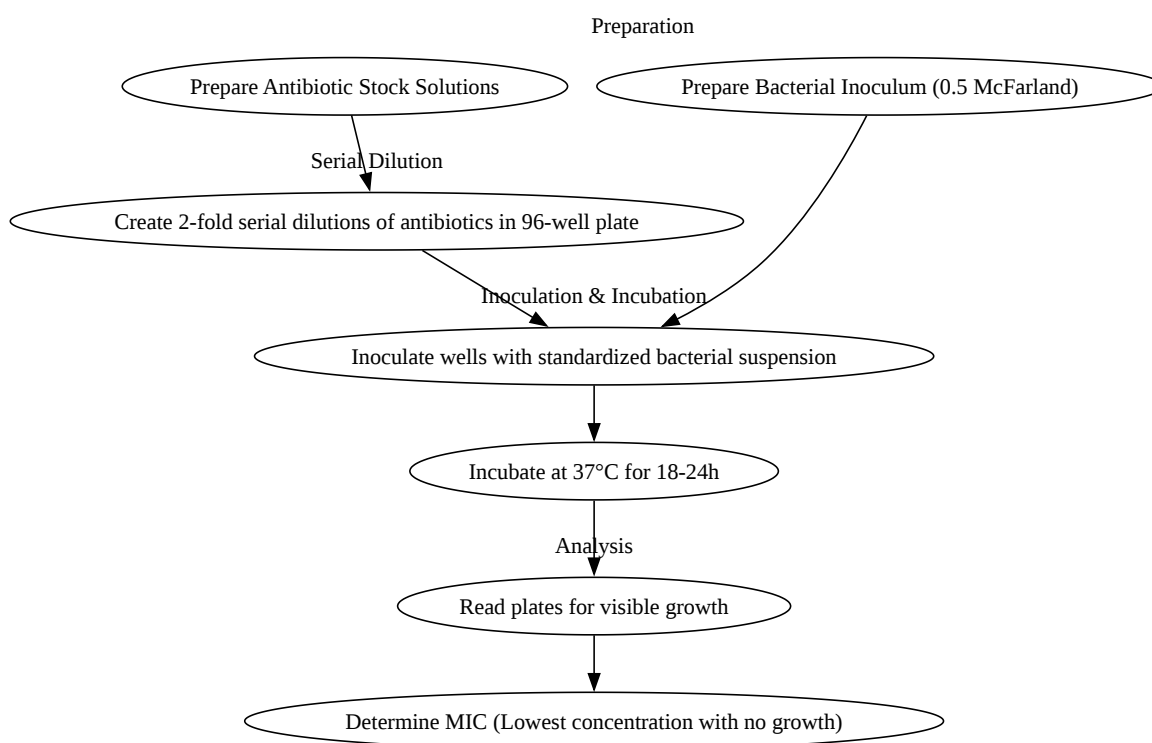 Preparation
Prepare Antibiotic Stock Solutions
Prepare Bacterial Inoculum (0.5 McFarland)
Serial Dilution
Create 2-fold serial dilutions of antibiotics in 96-well plate
Inoculation & Incubation
Inoculate wells with standardized bacterial suspension
Incubate at 37°C for 18-24h
Analysis
Read plates for visible growth
Determine MIC (Lowest concentration with no growth)